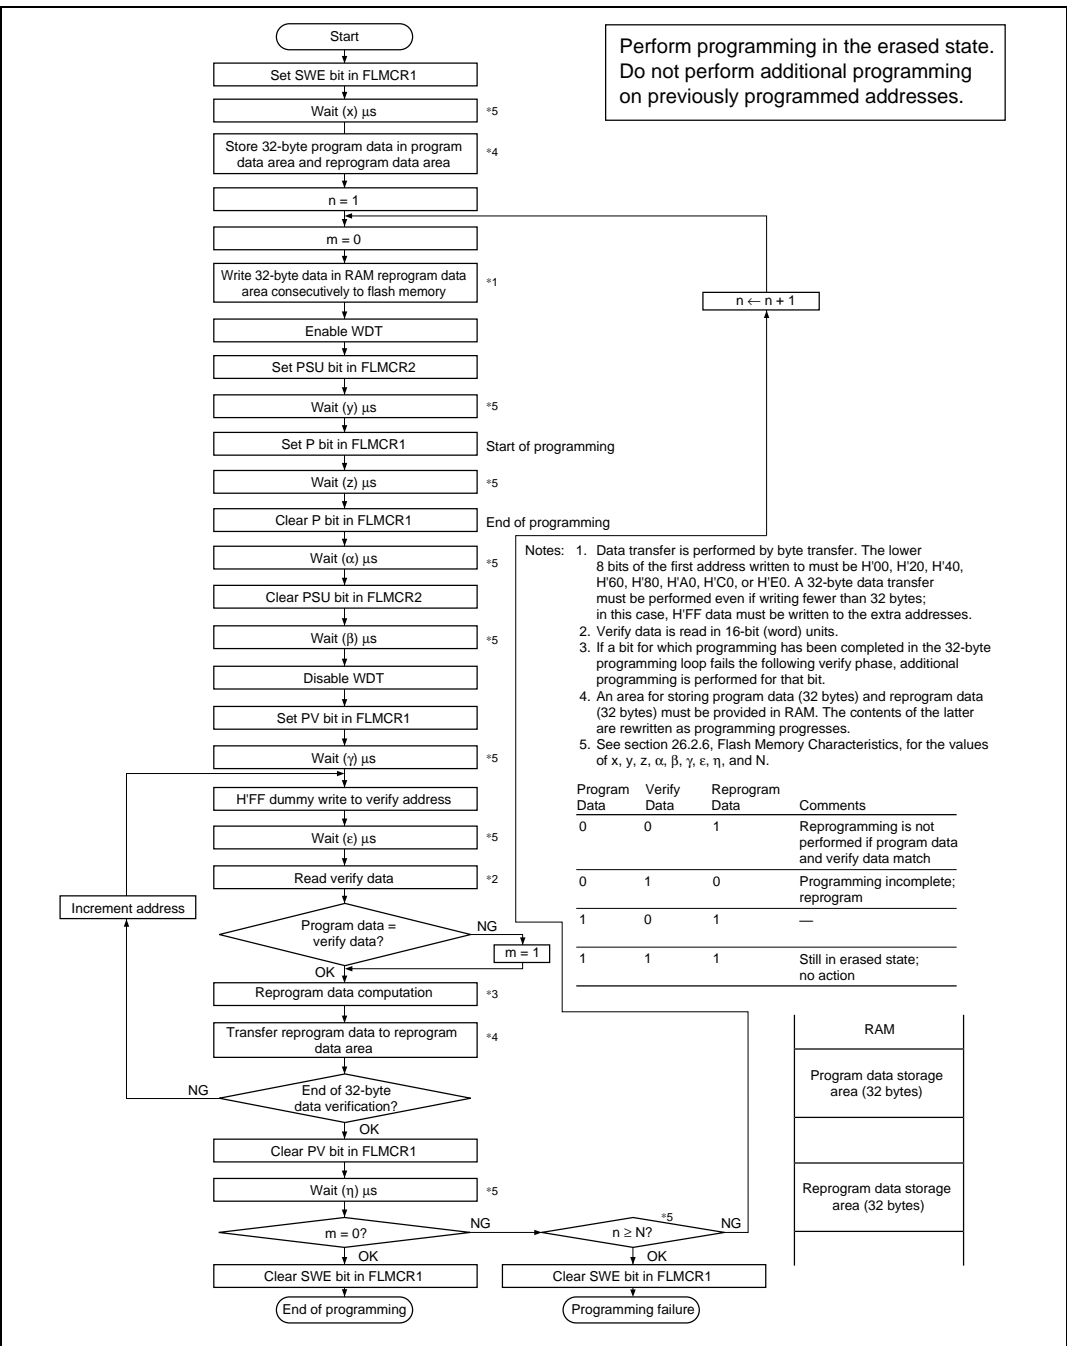 Start
Perform programming in the erased state.
Do not perform additional programming
on previously programmed addresses.
Set SWE bit in FLMCR1
Wait (x) μs
*5
Store 32-byte program data in program
data area and reprogram data area
*4
n = 1
m = 0
Write 32-byte data in RAM reprogram data
area consecutively to flash memory
*1
n ← n + 1
Enable WDT
Set PSU bit in FLMCR2
Wait (y) μs
*5
Set P bit in FLMCR1
Start of programming
Wait (z) μs
*5
Clear P bit in FLMCR1
End of programming
Wait (α) μs
*5
Clear PSU bit in FLMCR2
Wait (β) μs
*5
Disable WDT
Set PV bit in FLMCR1
Wait (γ) μs
*5
H'FF dummy write to verify address
Wait (ε) μs
*5
Read verify data
*2
Increment address
Program data =
verify data?
NG
m = 1
OK
Reprogram data computation
*3
Transfer reprogram data to reprogram
data area
*4
NG
End of 32-byte
data verification?
OK
Clear PV bit in FLMCR1
Wait (η) μs
*5
m = 0?
NG
*5
n ≥ N?
NG
OK
OK
Clear SWE bit in FLMCR1
Clear SWE bit in FLMCR1
End of programming
Programming failure
Notes: 1. Data transfer is performed by byte transfer. The lower
8 bits of the first address written to must be H'00, H'20, H'40,
H'60, H'80, H'A0, H'C0, or H'E0. A 32-byte data transfer
must be performed even if writing fewer than 32 bytes;
in this case, H'FF data must be written to the extra addresses.
2. Verify data is read in 16-bit (word) units.
3. If a bit for which programming has been completed in the 32-byte
programming loop fails the following verify phase, additional
programming is performed for that bit.
4. An area for storing program data (32 bytes) and reprogram data
(32 bytes) must be provided in RAM. The contents of the latter
are rewritten as programming progresses.
5. See section 26.2.6, Flash Memory Characteristics, for the values
of x, y, z, α, β, γ, ε, η, and N.
Program Verify Reprogram
Data Data Data Comments
0 0 1 Reprogramming is not
performed if program data
and verify data match
0 1 0 Programming incomplete;
reprogram
1 0 1 —
1 1 1 Still in erased state;
no action
RAM
Program data storage
area (32 bytes)
Reprogram data storage
area (32 bytes)